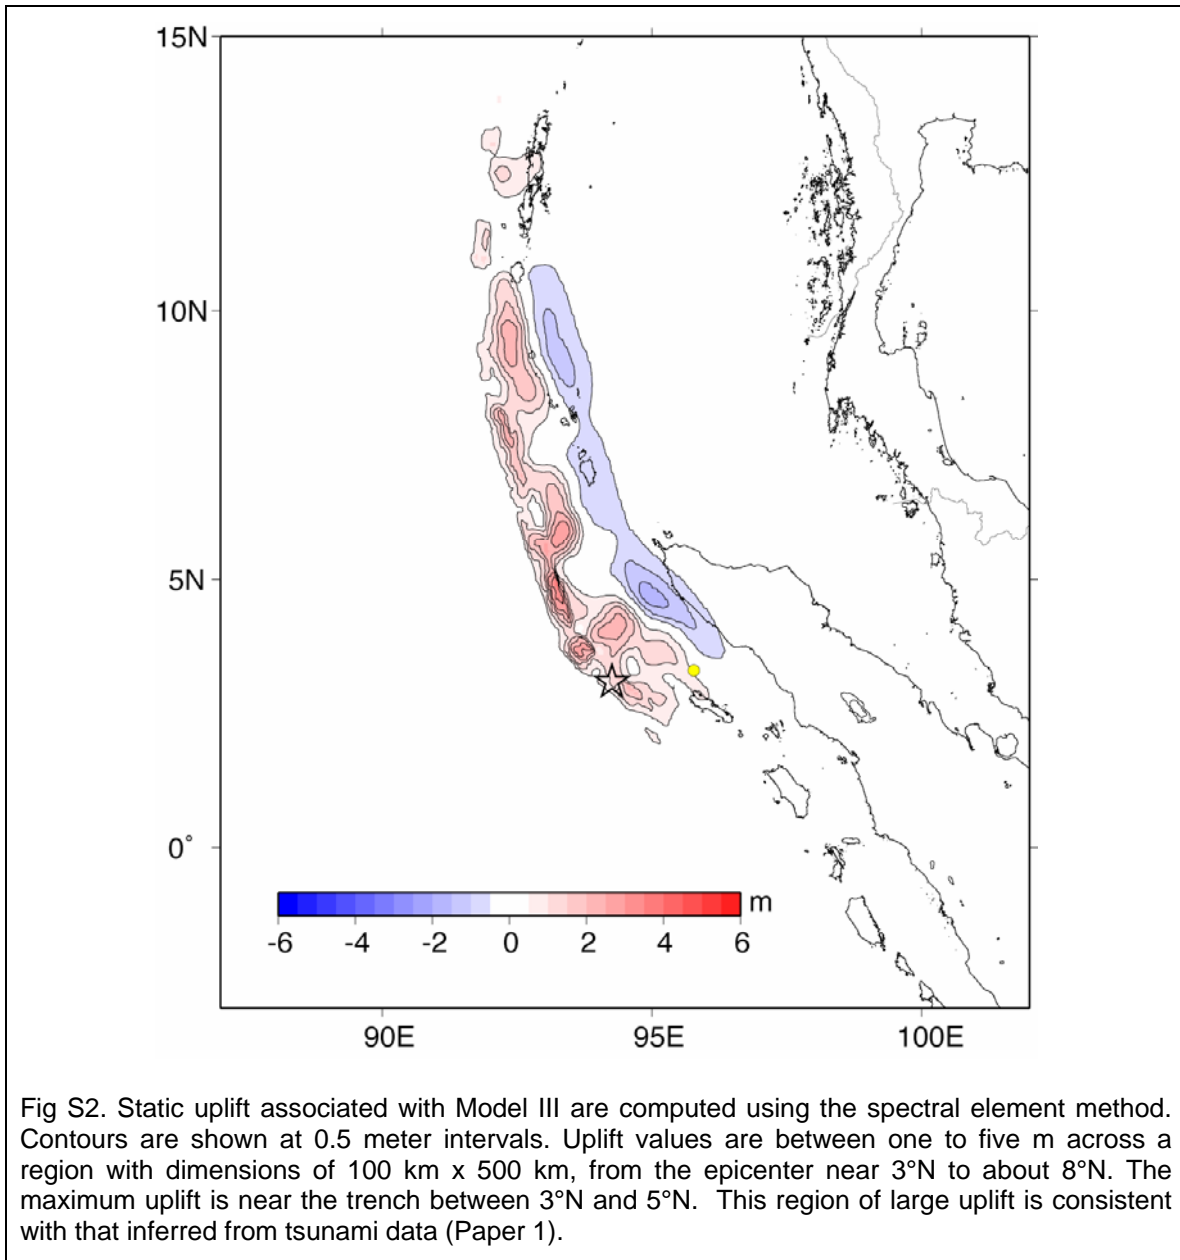 15N
10N
5N
0°
m
-6 -4 -2 0 2 4 6
90E 95E 100E
Fig S2. Static uplift associated with Model III are computed using the spectral element method.
Contours are shown at 0.5 meter intervals. Uplift values are between one to five m across a
region with dimensions of 100 km x 500 km, from the epicenter near 3°N to about 8°N. The
maximum uplift is near the trench between 3°N and 5°N. This region of large uplift is consistent
with that inferred from tsunami data (Paper 1).